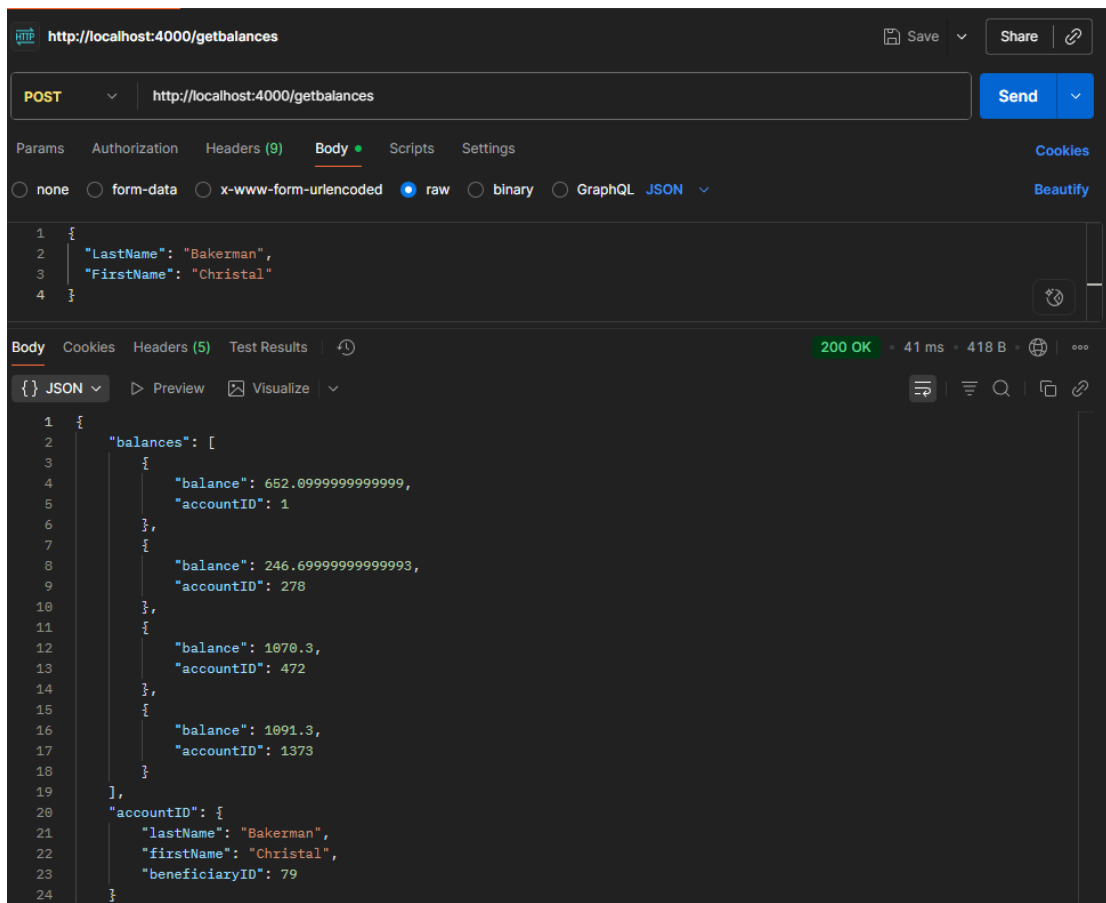 HTTP http://localhost:4000/getbalances Save Share
POST http://localhost:4000/getbalances Send
Params Authorization Headers (9) Body Scripts Settings Cookies
none form-data x-www-form-urlencoded raw binary GraphQL JSON Beautify
1 {
2 "LastName": "Bakerman",
3 "FirstName": "Christal"
4 }
Body Cookies Headers (5) Test Results 200 OK 41 ms 418 B
{} JSON Preview Visualize
1 {
2 "balances": [
3 {
4 "balance": 652.0999999999999,
5 "accountID": 1
6 },
7 {
8 "balance": 246.69999999999993,
9 "accountID": 278
10 },
11 {
12 "balance": 1070.3,
13 "accountID": 472
14 },
15 {
16 "balance": 1091.3,
17 "accountID": 1373
18 }
19 ],
20 "accountID": {
21 "lastName": "Bakerman",
22 "firstName": "Christal",
23 "beneficiaryID": 79
24 }